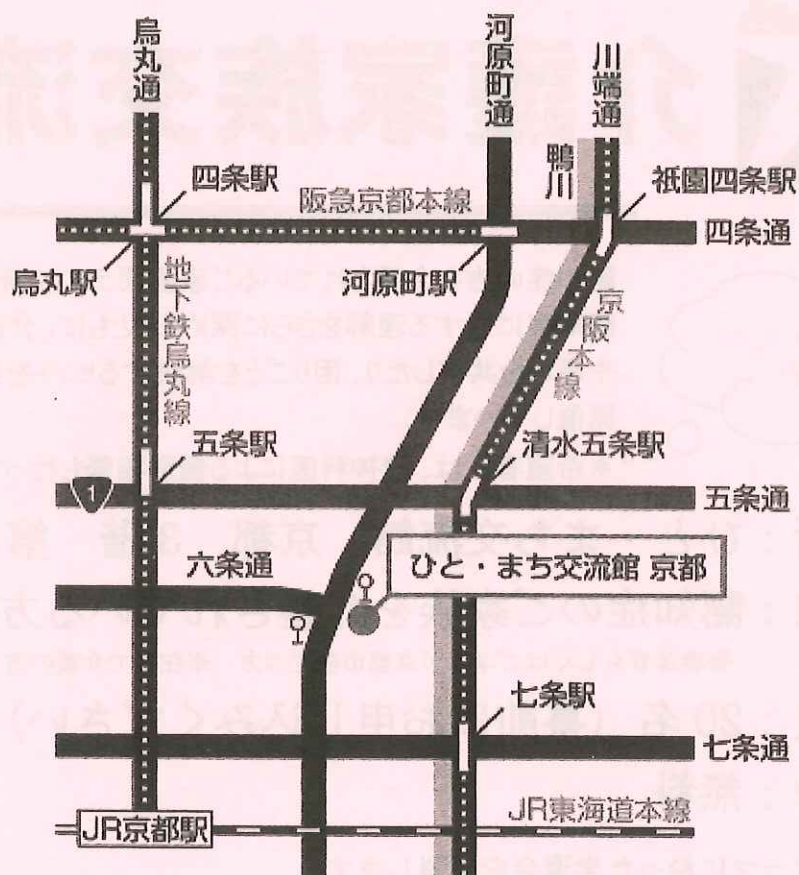 烏丸通
河原町通
川端通
鴨川
四条駅
阪急京都本線
祇園四条駅
四条通
烏丸駅
河原町駅
地下鉄烏丸線
京阪本線
五条駅
清水五条駅
1
五条通
六条通
ひと・まち交流館 京都
七条駅
七条通
JR東海道本線
JR京都駅